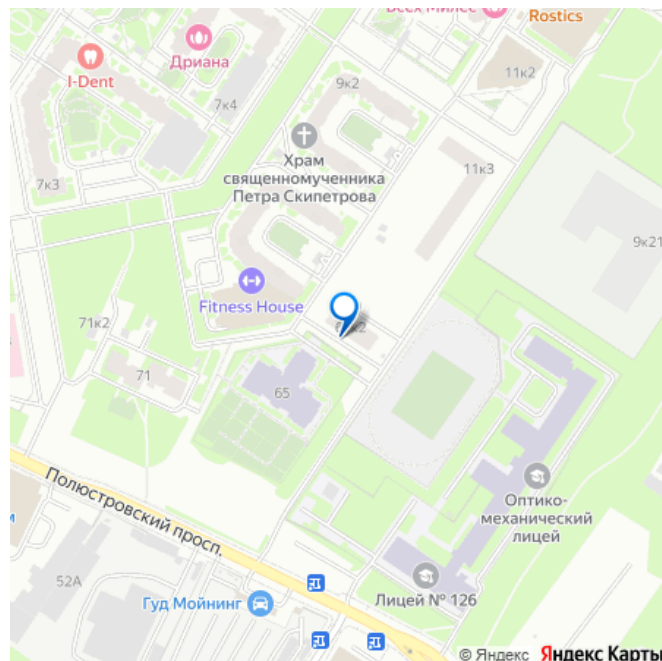 Rostics
Дриана
I-Dent
7к4
9к2
11к2
Храм
священномученника
Петра Скипетрова
11к3
7к3
9к21
Fitness House
71к2
71
65
Полюстровский просп.
Оптико-
механический
лицей
52А
Гуд Мойнинг
Лицей № 126
© Яндекс Яндекс Карты